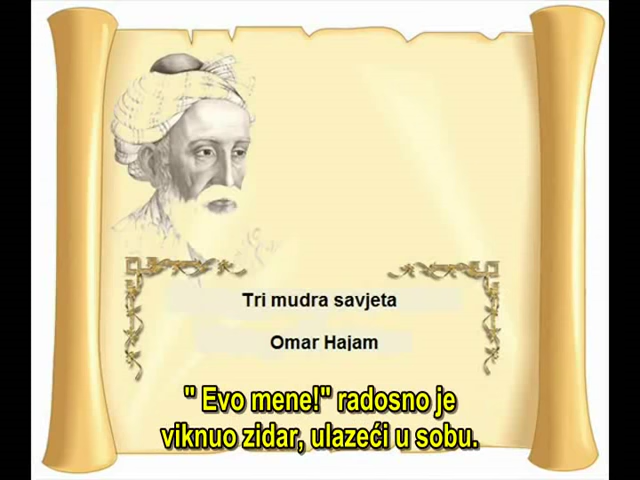 Tri mudra savjeta
Omar Hajam
" Evo mene!" radosno je
viknuo zidar, ulazeći u sobu.